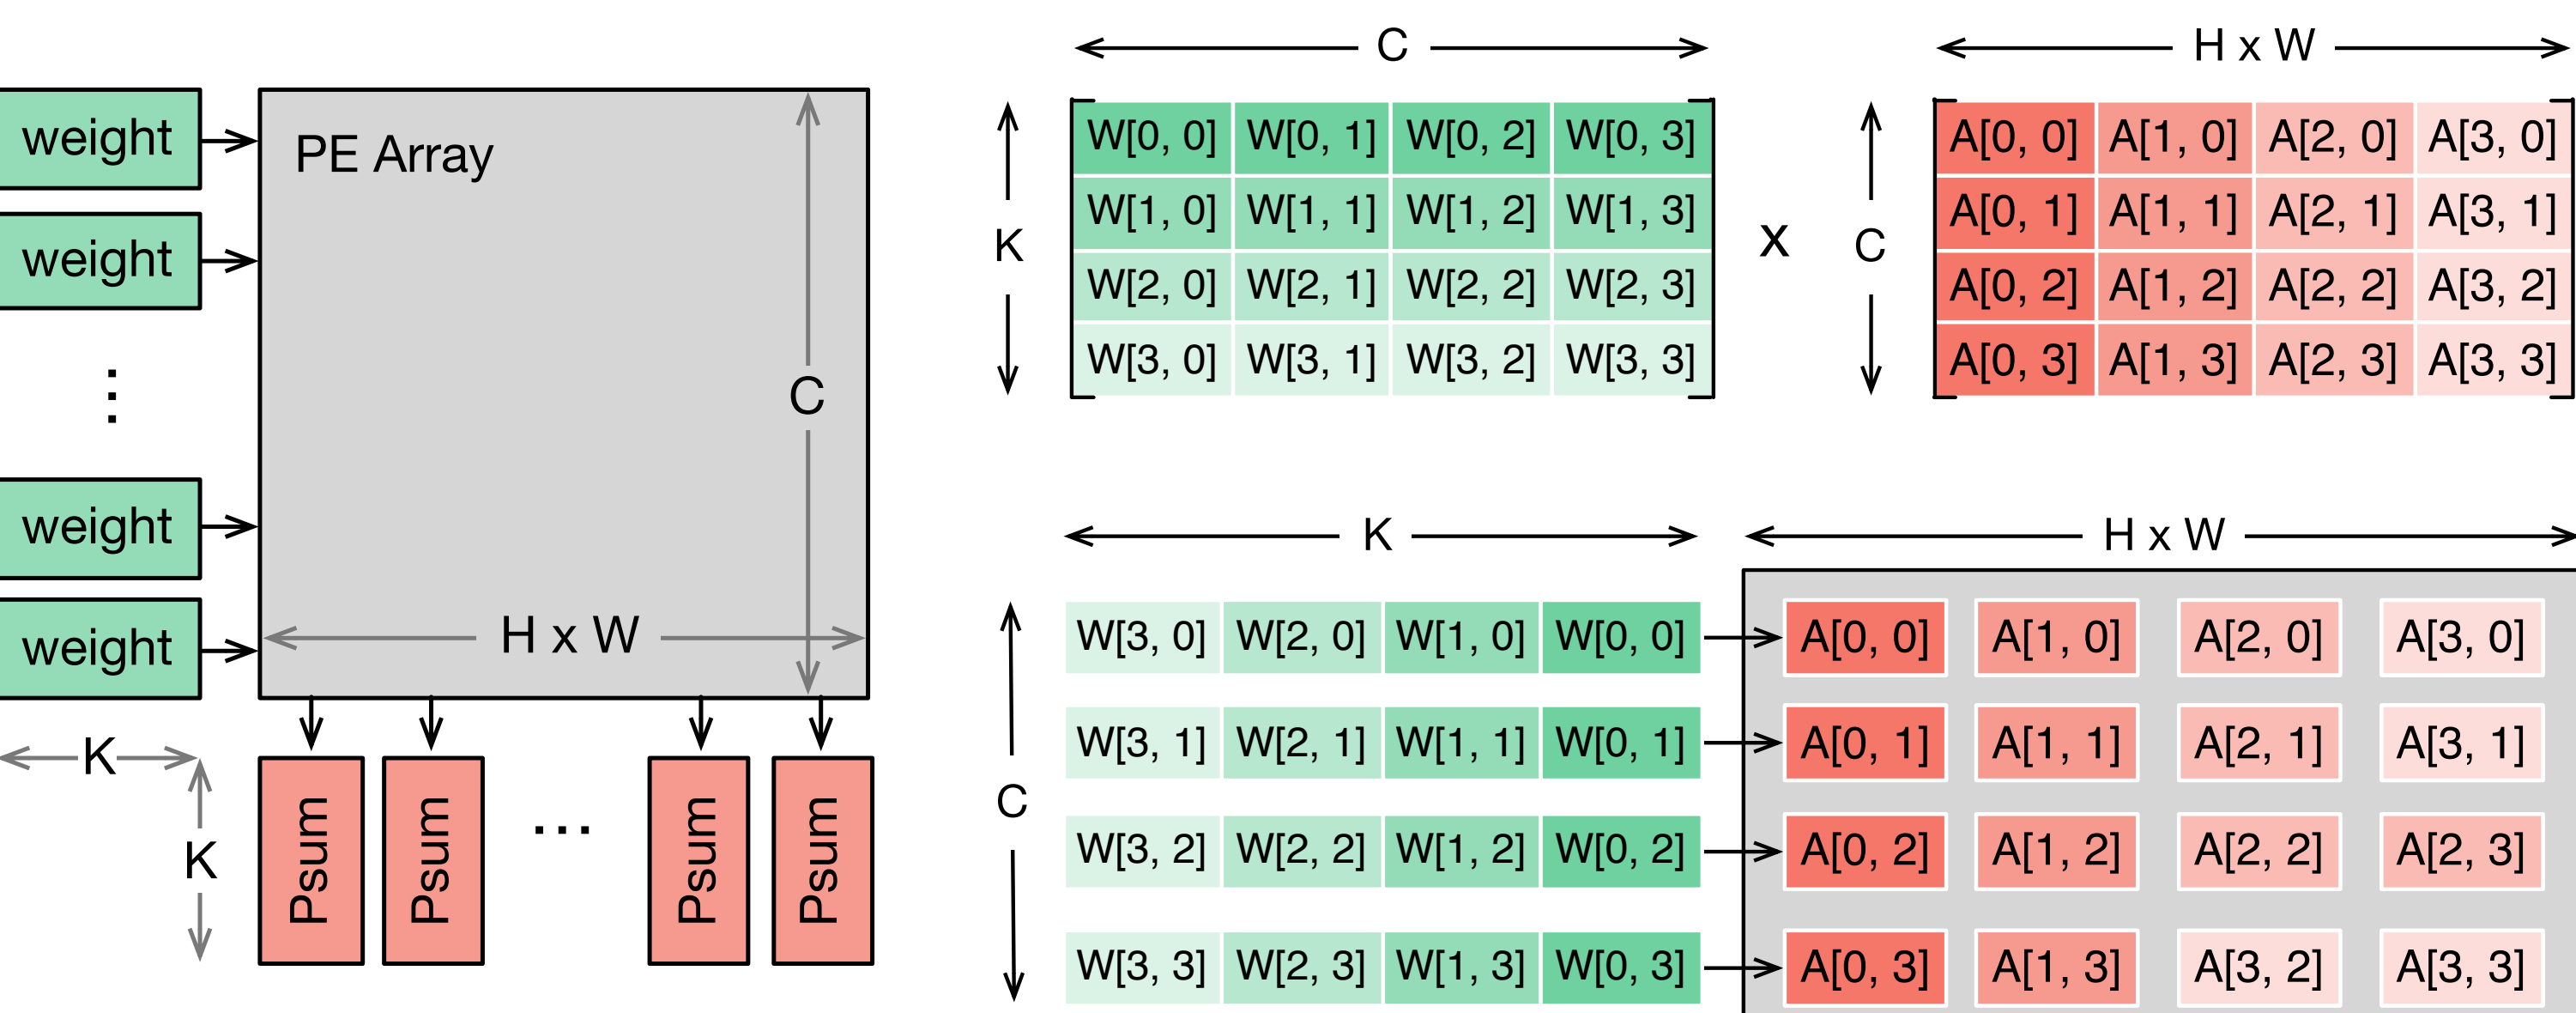 weight
weight
⋮
weight
weight
PE Array
C
H x W
K
K
Psum
Psum
...
Psum
Psum
C
K
W[0, 0] W[0, 1] W[0, 2] W[0, 3]
W[1, 0] W[1, 1] W[1, 2] W[1, 3]
W[2, 0] W[2, 1] W[2, 2] W[2, 3]
W[3, 0] W[3, 1] W[3, 2] W[3, 3]
x
H x W
C
A[0, 0] A[1, 0] A[2, 0] A[3, 0]
A[0, 1] A[1, 1] A[2, 1] A[3, 1]
A[0, 2] A[1, 2] A[2, 2] A[3, 2]
A[0, 3] A[1, 3] A[2, 3] A[3, 3]
K
H x W
C
W[3, 0] W[2, 0] W[1, 0] W[0, 0] A[0, 0] A[1, 0] A[2, 0] A[3, 0]
W[3, 1] W[2, 1] W[1, 1] W[0, 1] A[0, 1] A[1, 1] A[2, 1] A[3, 1]
W[3, 2] W[2, 2] W[1, 2] W[0, 2] A[0, 2] A[1, 2] A[2, 2] A[2, 3]
W[3, 3] W[2, 3] W[1, 3] W[0, 3] A[0, 3] A[1, 3] A[3, 2] A[3, 3]